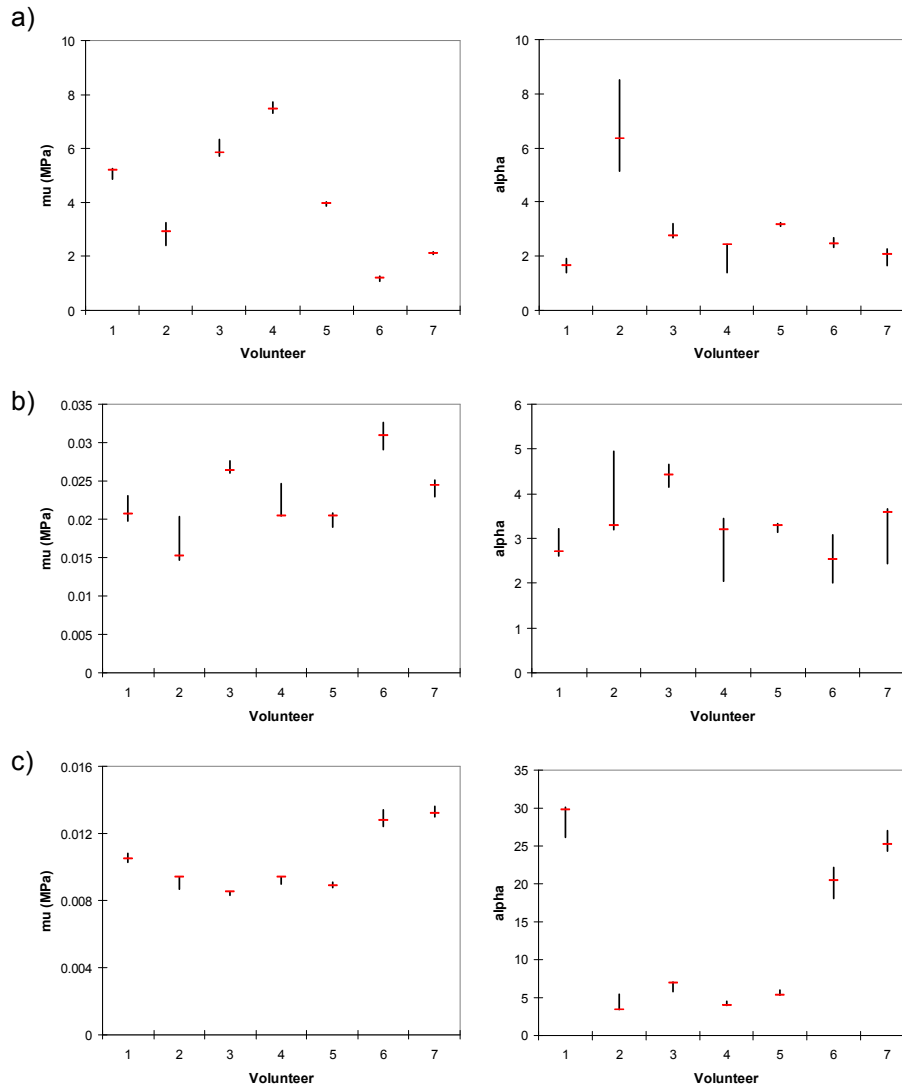 a)
10
8
6
4
2
0
mu (MPa)
1 2 3 4 5 6 7
Volunteer
10
8
6
4
2
0
alpha
1 2 3 4 5 6 7
Volunteer
b)
0.035
0.03
0.025
0.02
0.015
0.01
0.005
0
mu (MPa)
1 2 3 4 5 6 7
Volunteer
6
5
4
3
2
1
0
alpha
1 2 3 4 5 6 7
Volunteer
c)
0.016
0.012
0.008
0.004
0
mu (MPa)
1 2 3 4 5 6 7
Volunteer
35
30
25
20
15
10
5
0
alpha
1 2 3 4 5 6 7
Volunteer